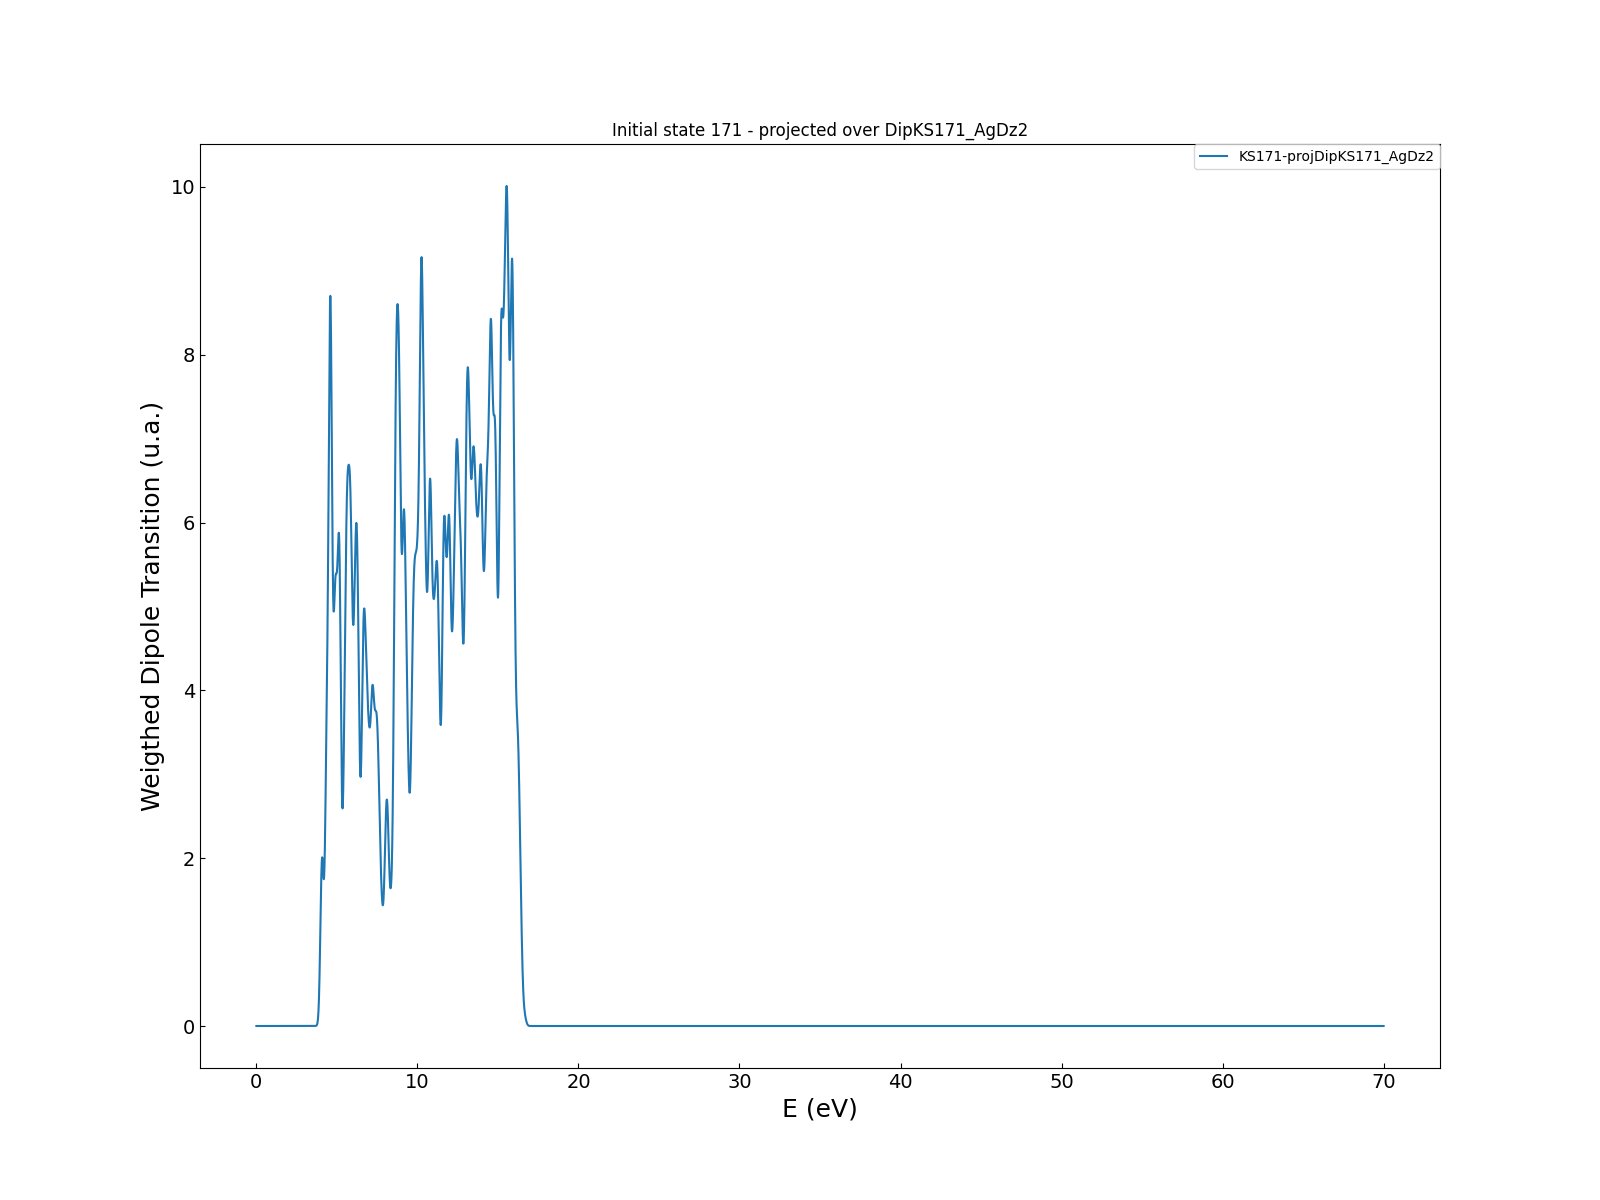 Initial state 171 - projected over DipKS171_AgDz2
KS171-projDipKS171_AgDz2
Weigthed Dipole Transition (u.a.)
10
8
6
4
2
0
0 10 20 30 40 50 60 70
E (eV)